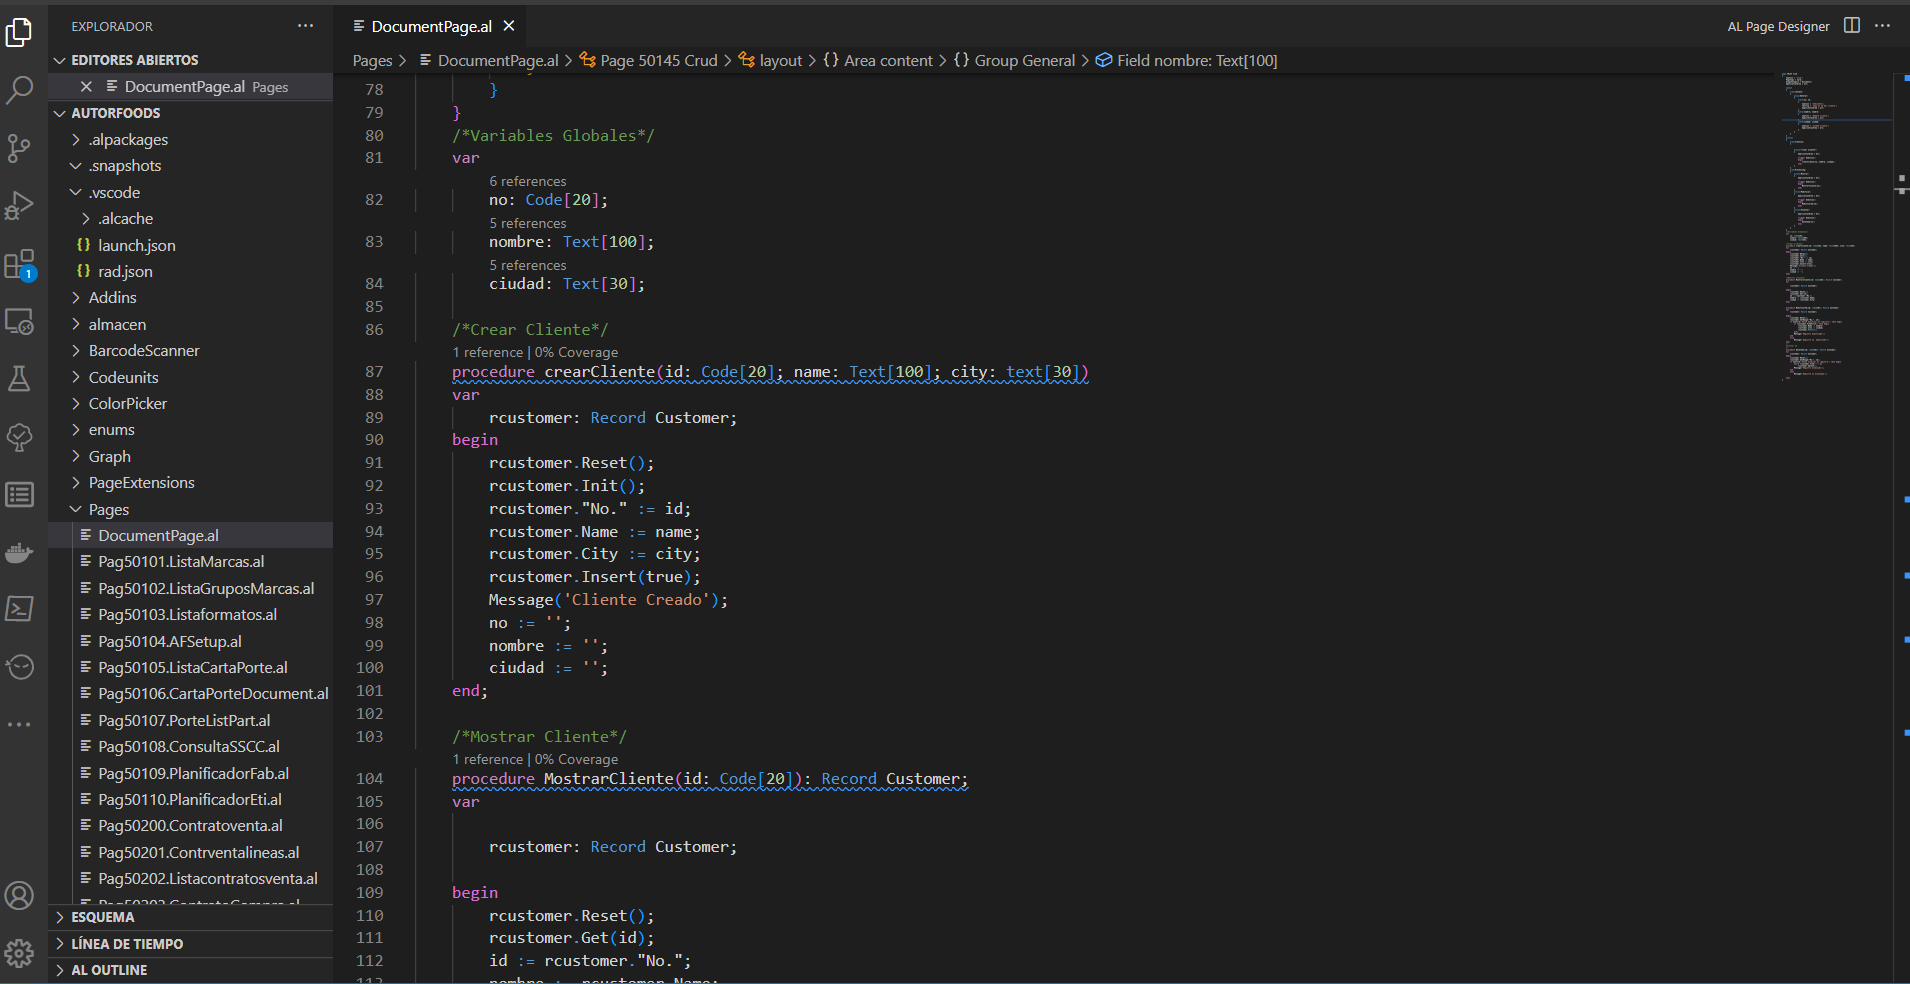 EXPLORADOR
EDITORES ABIERTOS
DocumentPage.al Pages
AUTORFOODS
.alpackages
.snapshots
.vscode
.alcache
{} launch.json
{} rad.json
Addins
almacen
BarcodeScanner
Codeunits
ColorPicker
enums
Graph
PageExtensions
Pages
DocumentPage.al
Pag50101.ListaMarcas.al
Pag50102.ListaGruposMarcas.al
Pag50103.Listaformatos.al
Pag50104.AFSetup.al
Pag50105.ListaCartaPorte.al
Pag50106.CartaPorteDocument.al
Pag50107.PorteListPart.al
Pag50108.ConsultaSSCC.al
Pag50109.PlanificadorFab.al
Pag50110.PlanificadorEti.al
Pag50200.Contratoventa.al
Pag50201.Contrventalineas.al
Pag50202.Listacontratosventa.al
ESQUEMA
LÍNEA DE TIEMPO
AL OUTLINE
1
DocumentPage.al
AL Page Designer
Pages > DocumentPage.al > Page 50145 Crud > layout > {} Area content > {} Group General > Field nombre: Text[100]
78 }
79 }
80 /*Variables Globales*/
81 var
6 references
82 no: Code[20];
5 references
83 nombre: Text[100];
5 references
84 ciudad: Text[30];
85
86 /*Crear Cliente*/
1 reference | 0% Coverage
87 procedure crearCliente(id: Code[20]; name: Text[100]; city: text[30])
88 var
89 rcustomer: Record Customer;
90 begin
91 rcustomer.Reset();
92 rcustomer.Init();
93 rcustomer."No." := id;
94 rcustomer.Name := name;
95 rcustomer.City := city;
96 rcustomer.Insert(true);
97 Message('Cliente Creado');
98 no := '';
99 nombre := '';
100 ciudad := '';
101 end;
102
103 /*Mostrar Cliente*/
1 reference | 0% Coverage
104 procedure MostrarCliente(id: Code[20]): Record Customer;
105 var
106
107 rcustomer: Record Customer;
108
109 begin
110 rcustomer.Reset();
111 rcustomer.Get(id);
112 id := rcustomer."No.";